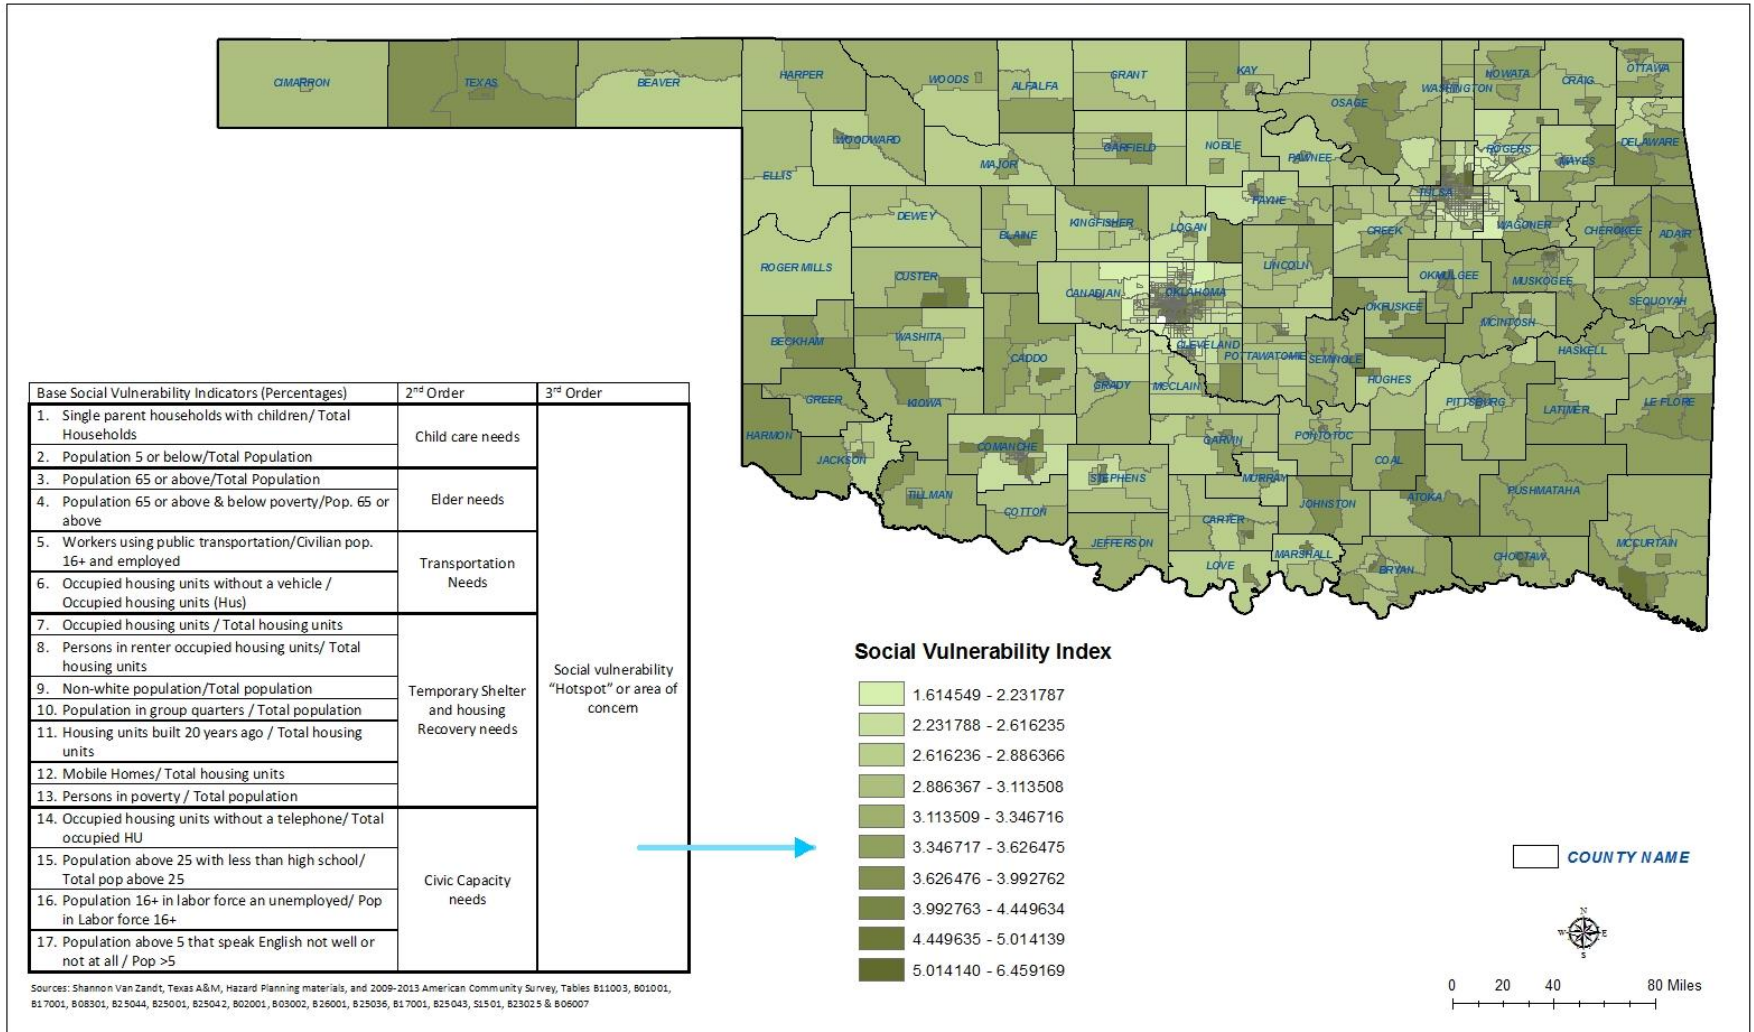 CIMARRON
TEXAS
BEAVER
HARPER
WOODS
ALFALFA
GRANT
KAY
OSAGE
WASHINGTON
NOWATA
CRAIG
OTTAWA
WOODWARD
ELLIS
MAJOR
GARFIELD
NOBLE
PAWNEE
ROGERS
MAYES
DELAWARE
TULSA
DEWEY
BLAINE
KINGFISHER
LOGAN
PAYNE
CREEK
WAGONER
CHEROKEE
ADAIR
ROGER MILLS
CUSTER
CANADIAN
OKLAHOMA
LINCOLN
OKMULGEE
MUSKOGEE
SEQUOYAH
OKFUSKEE
MCINTOSH
BECKHAM
WASHITA
CADDO
CLEVELAND
POTTAWATOMIE
SEMINOLE
HASKELL
HUGHES
GRADY
MCCLAIN
PITTSBURG
LATIMER
LE FLORE
GREER
KIOWA
HARMON
JACKSON
COMANCHE
GARVIN
PONTOTOC
COAL
STEPHENS
MURRAY
TILLMAN
COTTON
CARTER
JOHNSTON
ATOKA
PUSHMATAHA
JEFFERSON
LOVE
MARSHALL
BRYAN
CHOCTAW
MCCURTAIN
Base Social Vulnerability Indicators (Percentages)
2nd Order
3rd Order
1. Single parent households with children/ Total
Households
2. Population 5 or below/Total Population
Child care needs
3. Population 65 or above/Total Population
4. Population 65 or above & below poverty/Pop. 65 or
above
Elder needs
5. Workers using public transportation/Civilian pop.
16+ and employed
6. Occupied housing units without a vehicle /
Occupied housing units (Hus)
Transportation
Needs
7. Occupied housing units / Total housing units
8. Persons in renter occupied housing units/ Total
housing units
9. Non-white population/Total population
10. Population in group quarters / Total population
11. Housing units built 20 years ago / Total housing
units
12. Mobile Homes/ Total housing units
13. Persons in poverty / Total population
Temporary Shelter
and housing
Recovery needs
14. Occupied housing units without a telephone/ Total
occupied HU
15. Population above 25 with less than high school/
Total pop above 25
16. Population 16+ in labor force an unemployed/ Pop
in Labor force 16+
17. Population above 5 that speak English not well or
not at all / Pop >5
Civic Capacity
needs
Social vulnerability
"Hotspot" or area of
concern
Sources: Shannon Van Zandt, Texas A&M, Hazard Planning materials, and 2009-2013 American Community Survey, Tables B11003, B01001,
B17001, B08301, B25044, B25001, B25042, B02001, B03002, B26001, B25036, B17001, B25043, S1501, B23025 & B06007
Social Vulnerability Index
1.614549 - 2.231787
2.231788 - 2.616235
2.616236 - 2.886366
2.886367 - 3.113508
3.113509 - 3.346716
3.346717 - 3.626475
3.626476 - 3.992762
3.992763 - 4.449634
4.449635 - 5.014139
5.014140 - 6.459169
COUNTY NAME
N
W
E
S
0 20 40 80 Miles